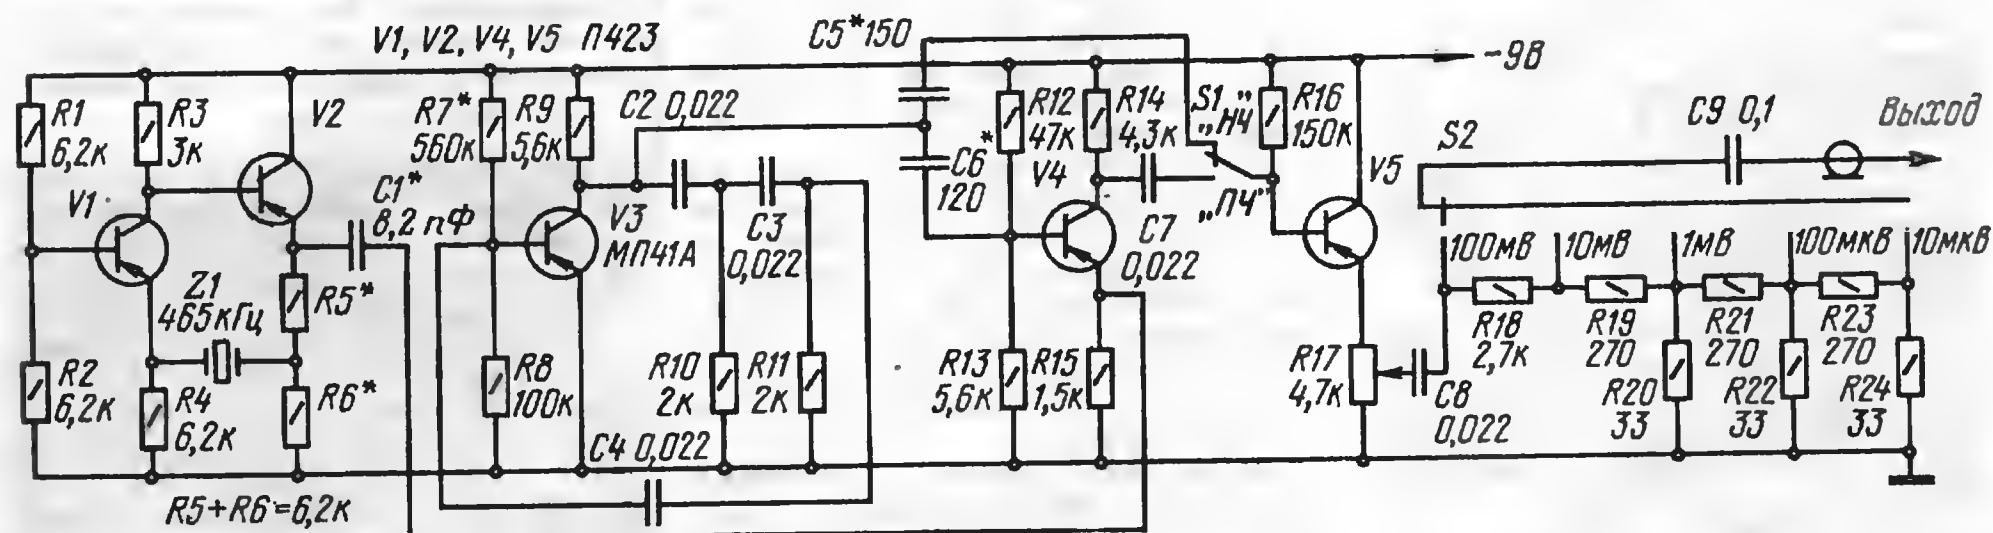 V1, V2, V4, V5 П423
C5*150
-9В
R1
6,2к
R3
3к
V2
V1
C1*
8,2 пФ
Z1
465кГц
R5*
R2
6,2к
R4
6,2к
R6*
R5+R6=6,2к
R7*
560к
R9
5,6к
C2 0,022
V3
МП41А
C3
0,022
R8
100к
R10
2к
R11
2к
C4 0,022
C6*
120
R12
47к
V4
R14
4,3к
S1
„НЧ"
„ПЧ"
C7
0,022
R13
5,6к
R15
1,5к
R16
150к
V5
R17
4,7к
C8
0,022
S2
C9 0,1
Выход
100мВ
10мВ
1мВ
100мкВ
10мкВ
R18
2,7к
R19
270
R21
270
R23
270
R20
33
R22
33
R24
33